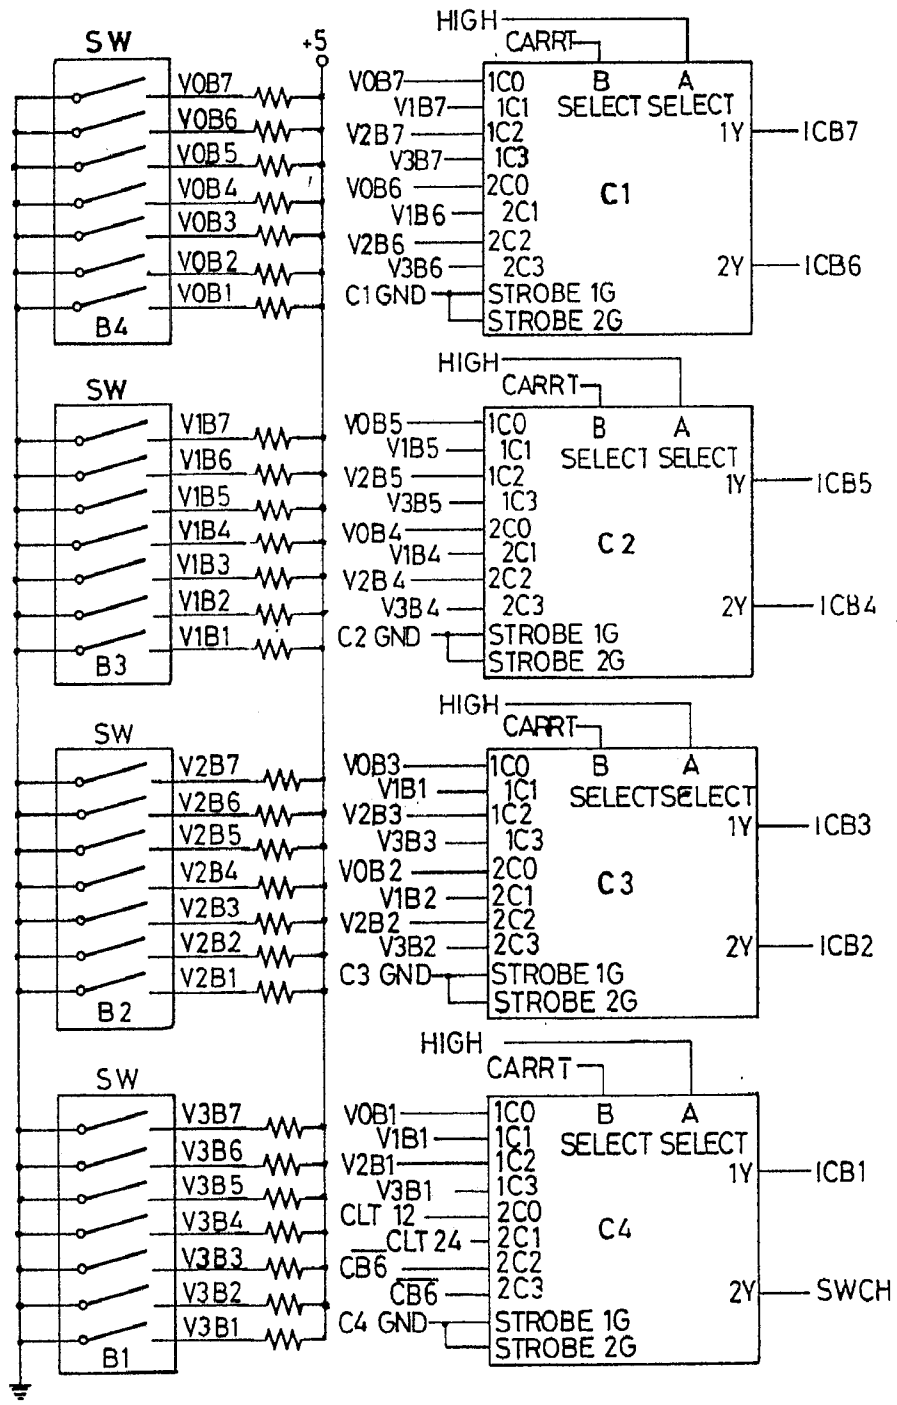 SW
+5
V0B7
V0B6
V0B5
V0B4
V0B3
V0B2
V0B1
B4
HIGH
CARRT
B
A
SELECT SELECT
V0B7 1C0
V1B7 1C1
V2B7 1C2
V3B7 1C3
V0B6 2C0
V1B6 2C1
V2B6 2C2
V3B6 2C3
C1 GND STROBE 1G
STROBE 2G
C1
1Y ICB7
2Y ICB6
SW
V1B7
V1B6
V1B5
V1B4
V1B3
V1B2
V1B1
B3
HIGH
CARRT
B
A
SELECT SELECT
V0B5 1C0
V1B5 1C1
V2B5 1C2
V3B5 1C3
V0B4 2C0
V1B4 2C1
V2B4 2C2
V3B4 2C3
C2 GND STROBE 1G
STROBE 2G
C2
1Y ICB5
2Y ICB4
SW
V2B7
V2B6
V2B5
V2B4
V2B3
V2B2
V2B1
B2
HIGH
CARRT
B
A
SELECT SELECT
V0B3 1C0
V1B1 1C1
V2B3 1C2
V3B3 1C3
V0B2 2C0
V1B2 2C1
V2B2 2C2
V3B2 2C3
C3 GND STROBE 1G
STROBE 2G
C3
1Y ICB3
2Y ICB2
SW
V3B7
V3B6
V3B5
V3B4
V3B3
V3B2
V3B1
B1
HIGH
CARRT
B
A
SELECT SELECT
V0B1 1C0
V1B1 1C1
V2B1 1C2
V3B1 1C3
CLT 12 2C0
CLT 24 2C1
C̅B̅6̅ 2C2
C̅B̅6̅ 2C3
C4 GND STROBE 1G
STROBE 2G
C4
1Y ICB1
2Y SWCH